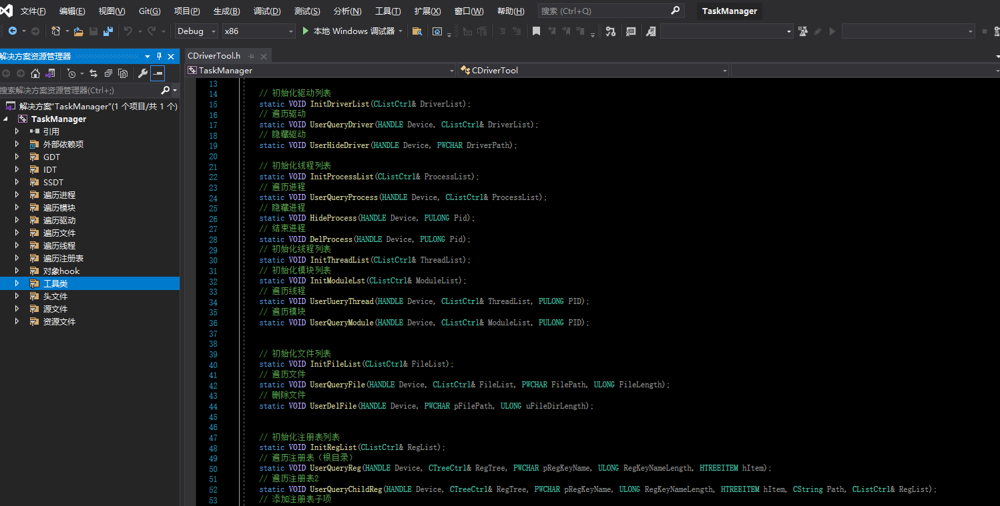 文件(F) 编辑(E) 视图(V) Git(G) 项目(P) 生成(B) 调试(D) 测试(S) 分析(N) 工具(T) 扩展(X) 窗口(W) 帮助(H) 搜索 (Ctrl+Q) TaskManager
Debug x86 本地 Windows 调试器
解决方案资源管理器
搜索解决方案资源管理器(Ctrl+;)
解决方案"TaskManager"(1 个项目/共 1 个)
TaskManager
引用
外部依赖项
GDT
IDT
SSDT
遍历进程
遍历模块
遍历驱动
遍历文件
遍历线程
遍历注册表
对象hook
工具类
头文件
源文件
资源文件
CDriverTool.h
TaskManager CDriverTool
13
14 // 初始化驱动列表
15 static VOID InitDriverList(CListCtrl& DriverList);
16 // 遍历驱动
17 static VOID UserQueryDriver(HANDLE Device, CListCtrl& DriverList);
18 // 隐藏驱动
19 static VOID UserHideDriver(HANDLE Device, PWCHAR DriverPath);
20
21 // 初始化线程列表
22 static VOID InitProcessList(CListCtrl& ProcessList);
23 // 遍历进程
24 static VOID UserQueryProcess(HANDLE Device, CListCtrl& ProcessList);
25 // 隐藏进程
26 static VOID HideProcess(HANDLE Device, PULONG Pid);
27 // 结束进程
28 static VOID DelProcess(HANDLE Device, PULONG Pid);
29 // 初始化线程列表
30 static VOID InitThreadList(CListCtrl& ThreadList);
31 // 初始化模块列表
32 static VOID InitModuleLst(CListCtrl& ModuleList);
33 // 遍历线程
34 static VOID UserUueryThread(HANDLE Device, CListCtrl& ThreadList, PULONG PID);
35 // 遍历模块
36 static VOID UserQueryModule(HANDLE Device, CListCtrl& ModuleList, PULONG PID);
37
38
39 // 初始化文件列表
40 static VOID InitFileList(CListCtrl& FileList);
41 // 遍历文件
42 static VOID UserQueryFile(HANDLE Device, CListCtrl& FileList, PWCHAR FilePath, ULONG FileLength);
43 // 删除文件
44 static VOID UserDelFile(HANDLE Device, PWCHAR pFilePath, ULONG uFileDirLength);
45
46
47 // 初始化注册表列表
48 static VOID InitRegList(CListCtrl& RegList);
49 // 遍历注册表（根目录）
50 static VOID UserQueryReg(HANDLE Device, CTreeCtrl& RegTree, PWCHAR pRegKeyName, ULONG RegKeyNameLength, HTREEITEM hItem);
51 // 遍历注册表2
52 static VOID UserQueryChildReg(HANDLE Device, CTreeCtrl& RegTree, PWCHAR pRegKeyName, ULONG RegKeyNameLength, HTREEITEM hItem, CString Path, CListCtrl& RegList);
53 // 添加注册表子项